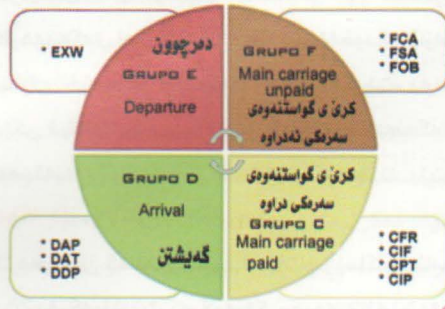 * EXW
دەرچوون
GRUPO E
Departure
GRUPO F
Main carriage
unpaid
کرێ ی گواستنەوەی
سەرەکی نەدراوە
* FCA
* FSA
* FOB
GRUPO D
Arrival
گەیشتن
* DAP
* DAT
* DDP
کرێ ی گواستنەوەی
سەرەکی دراوە
GRUPO C
Main carriage
paid
* CFR
* CIF
* CPT
* CIP